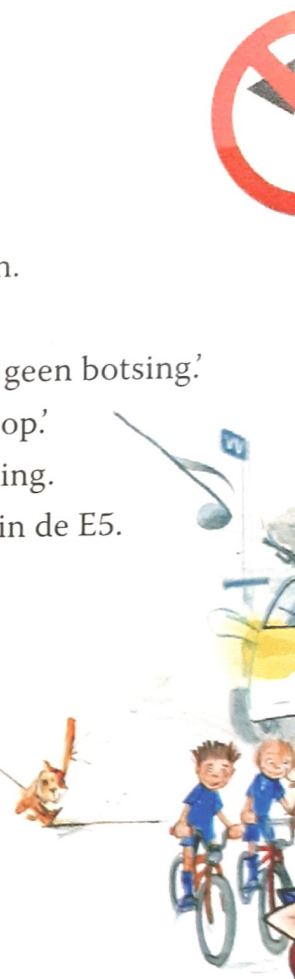 n.
geen botsing.’
op.’
ing.
in de E5.